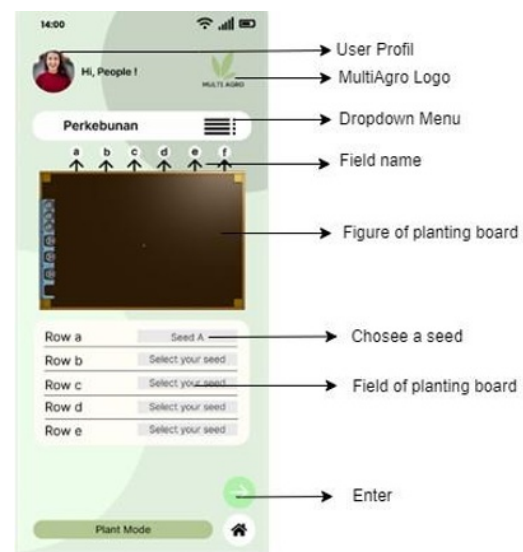 14:00
User Profil
Hi, People !
MultiAgro Logo
MULTI AGRO
Perkebunan
Dropdown Menu
a b c d e f
Field name
Figure of planting board
Row a Seed A
Chosee a seed
Row b Select your seed
Row c Select your seed
Field of planting board
Row d Select your seed
Row e Select your seed
Enter
Plant Mode